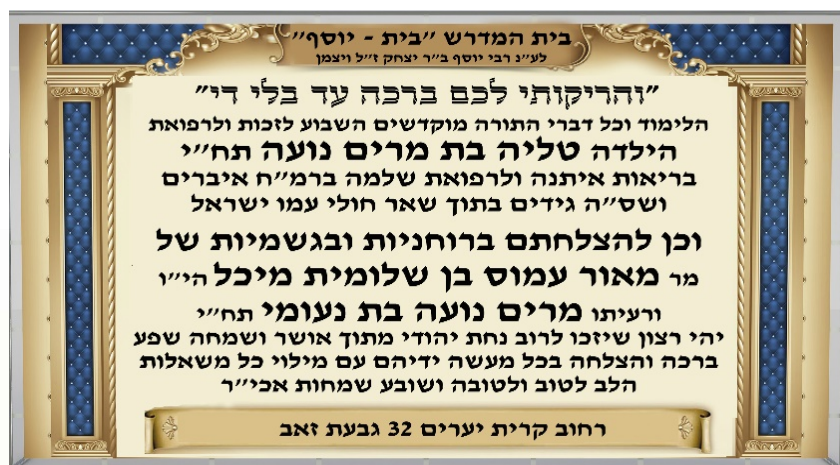 בית המדרש "בית - יוסף"
לע"נ רבי יוסף ב"ר יצחק ז"ל ויצמן
"והריקותי לכם ברכה עד בלי די"
הלימוד וכל דברי התורה מוקדשים השבוע לזכות ולרפואת
הילדה טליה בת מרים נועה תחי"
בריאות איתנה ולרפואת שלמה ברמ"ח איברים
ושס"ה גידים בתוך שאר חולי עמו ישראל
וכן להצלחתם ברוחניות ובגשמיות של
מר מאור עמוס בן שלומית מיכל הי"ו
ורעיתו מרים נועה בת נעומי תח"י
יהי רצון שיזכו לרוב נחת יהודי מתוך אושר ושמחה שפע
ברכה והצלחה בכל מעשה ידיהם עם מילוי כל משאלות
הלב לטוב ולטובה ושובע שמחות אכי"ר
רחוב קרית יערים 32 גבעת זאב